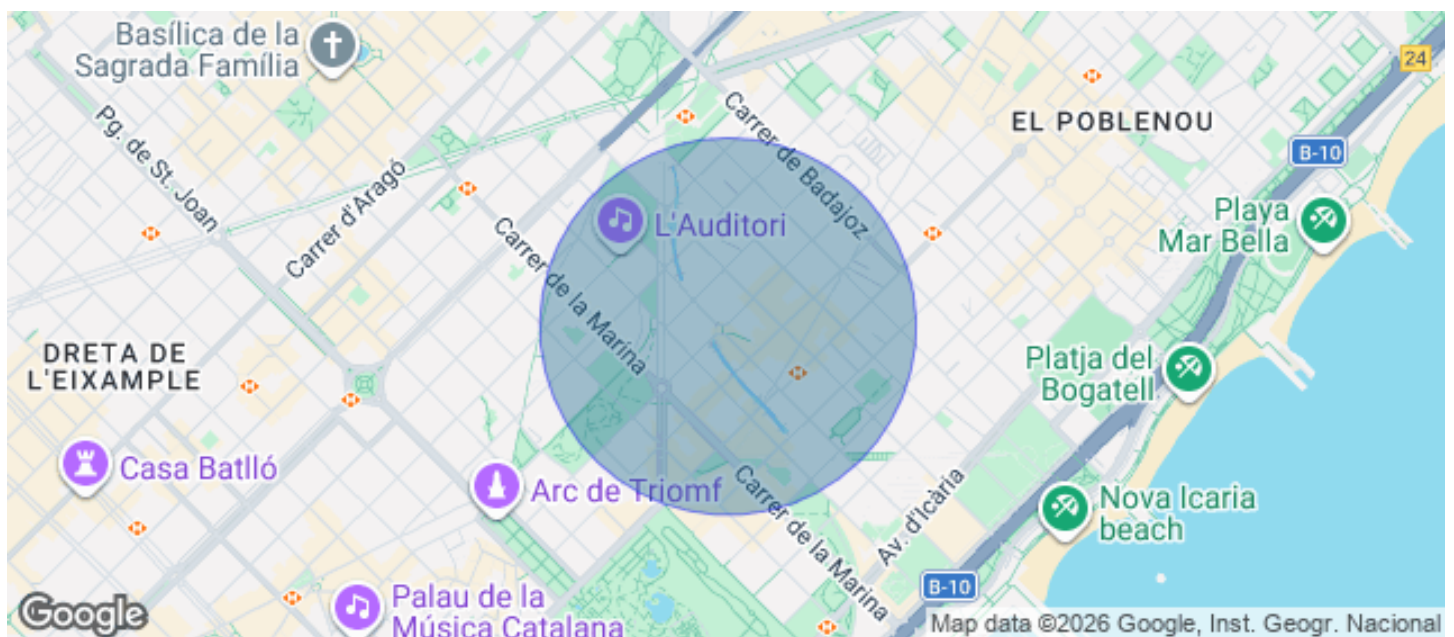 Basílica de la
Sagrada Família
24
Carrer de Badajoz
EL POBLENOU
B-10
Pg. de St. Joan
Carrer d'Aragó
L'Auditori
Playa
Mar Bella
Carrer de la Marina
DRETA DE
L'EIXAMPLE
Platja del
Bogatell
Casa Batlló
Arc de Triomf
Carrer de la Marina
Av. d'Icària
Nova Icaria
beach
B-10
Palau de la
Música Catalana
Google
Map data ©2026 Google, Inst. Geogr. Nacional